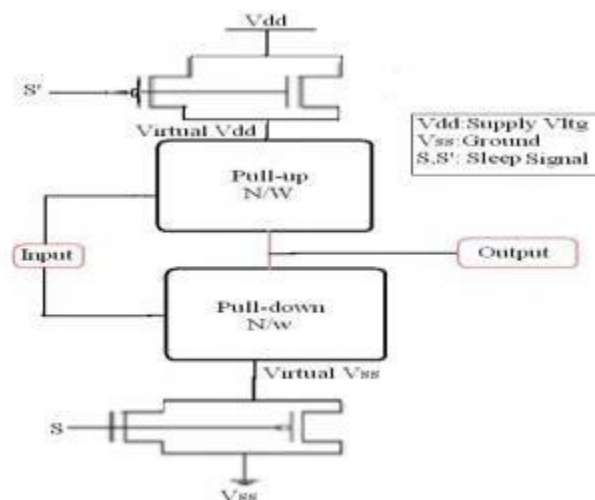 Vdd
S'
Virtual Vdd
Vdd:Supply Vltg
Vss:Ground
S,S': Sleep Signal
Pull-up
N/W
Input
Output
Pull-down
N/w
Virtual Vss
S
Vss